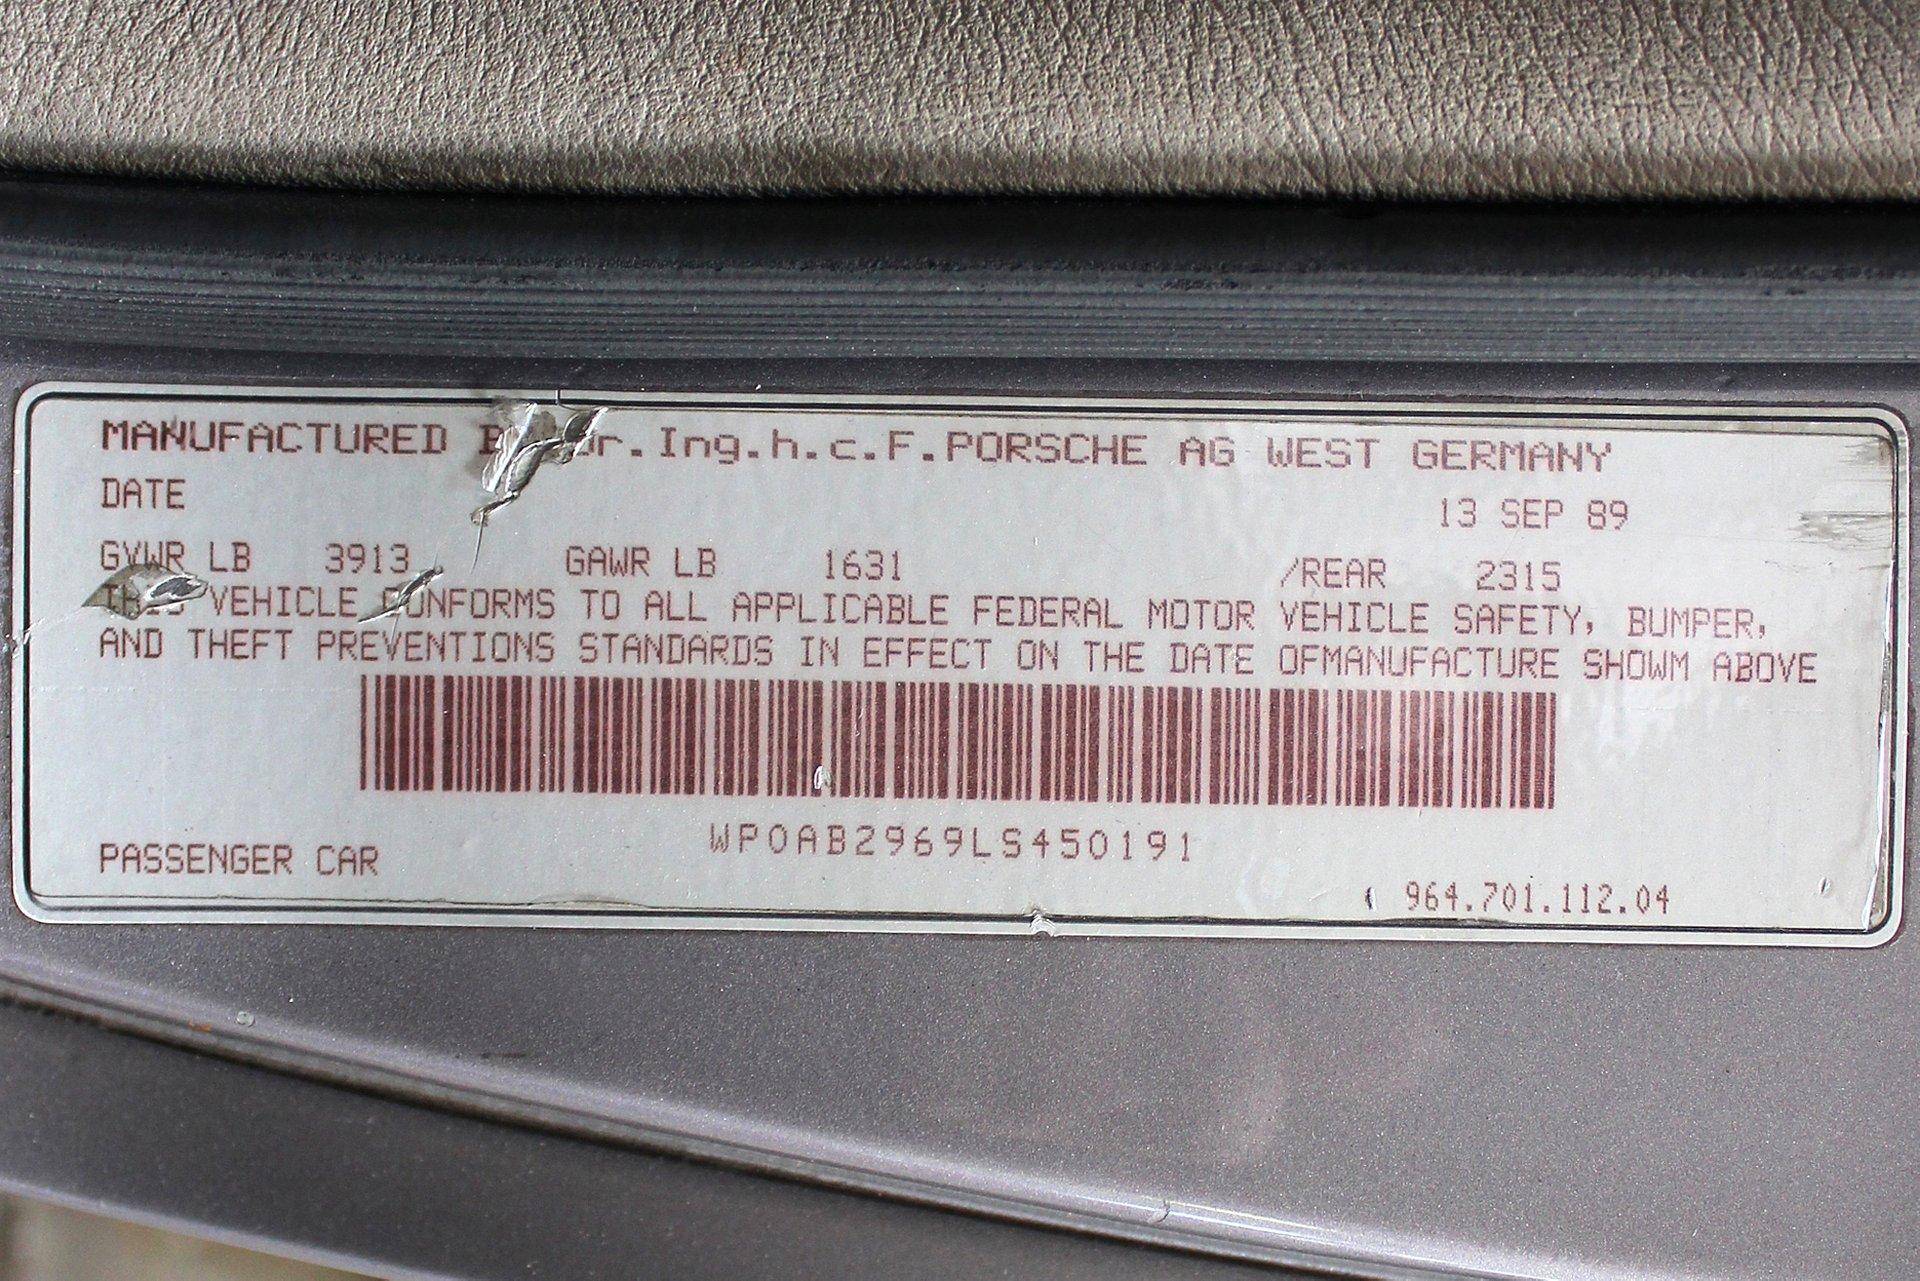 MANUFACTURED Dr.Ing.h.c.F.PORSCHE AG WEST GERMANY
DATE 13 SEP 89
GVWR LB 3913 GAWR LB 1631 /REAR 2315
THIS VEHICLE CONFORMS TO ALL APPLICABLE FEDERAL MOTOR VEHICLE SAFETY, BUMPER,
AND THEFT PREVENTIONS STANDARDS IN EFFECT ON THE DATE OFMANUFACTURE SHOWM ABOVE
WP0AB2969LS450191
PASSENGER CAR
964.701.112.04